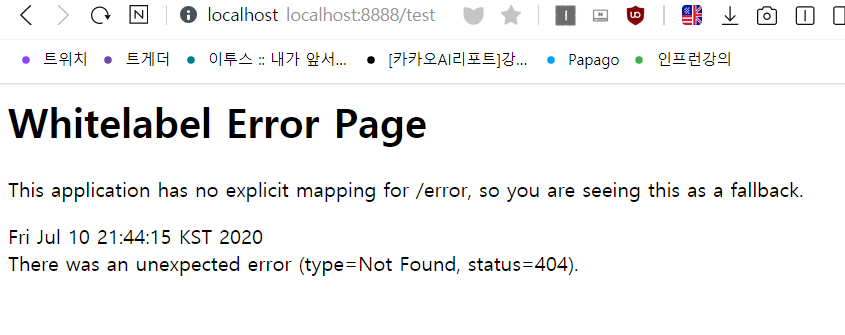 N localhost localhost:8888/test
트위치 트게더 이투스 :: 내가 앞서... [카카오AI리포트]강... Papago 인프런강의
Whitelabel Error Page
This application has no explicit mapping for /error, so you are seeing this as a fallback.
Fri Jul 10 21:44:15 KST 2020
There was an unexpected error (type=Not Found, status=404).